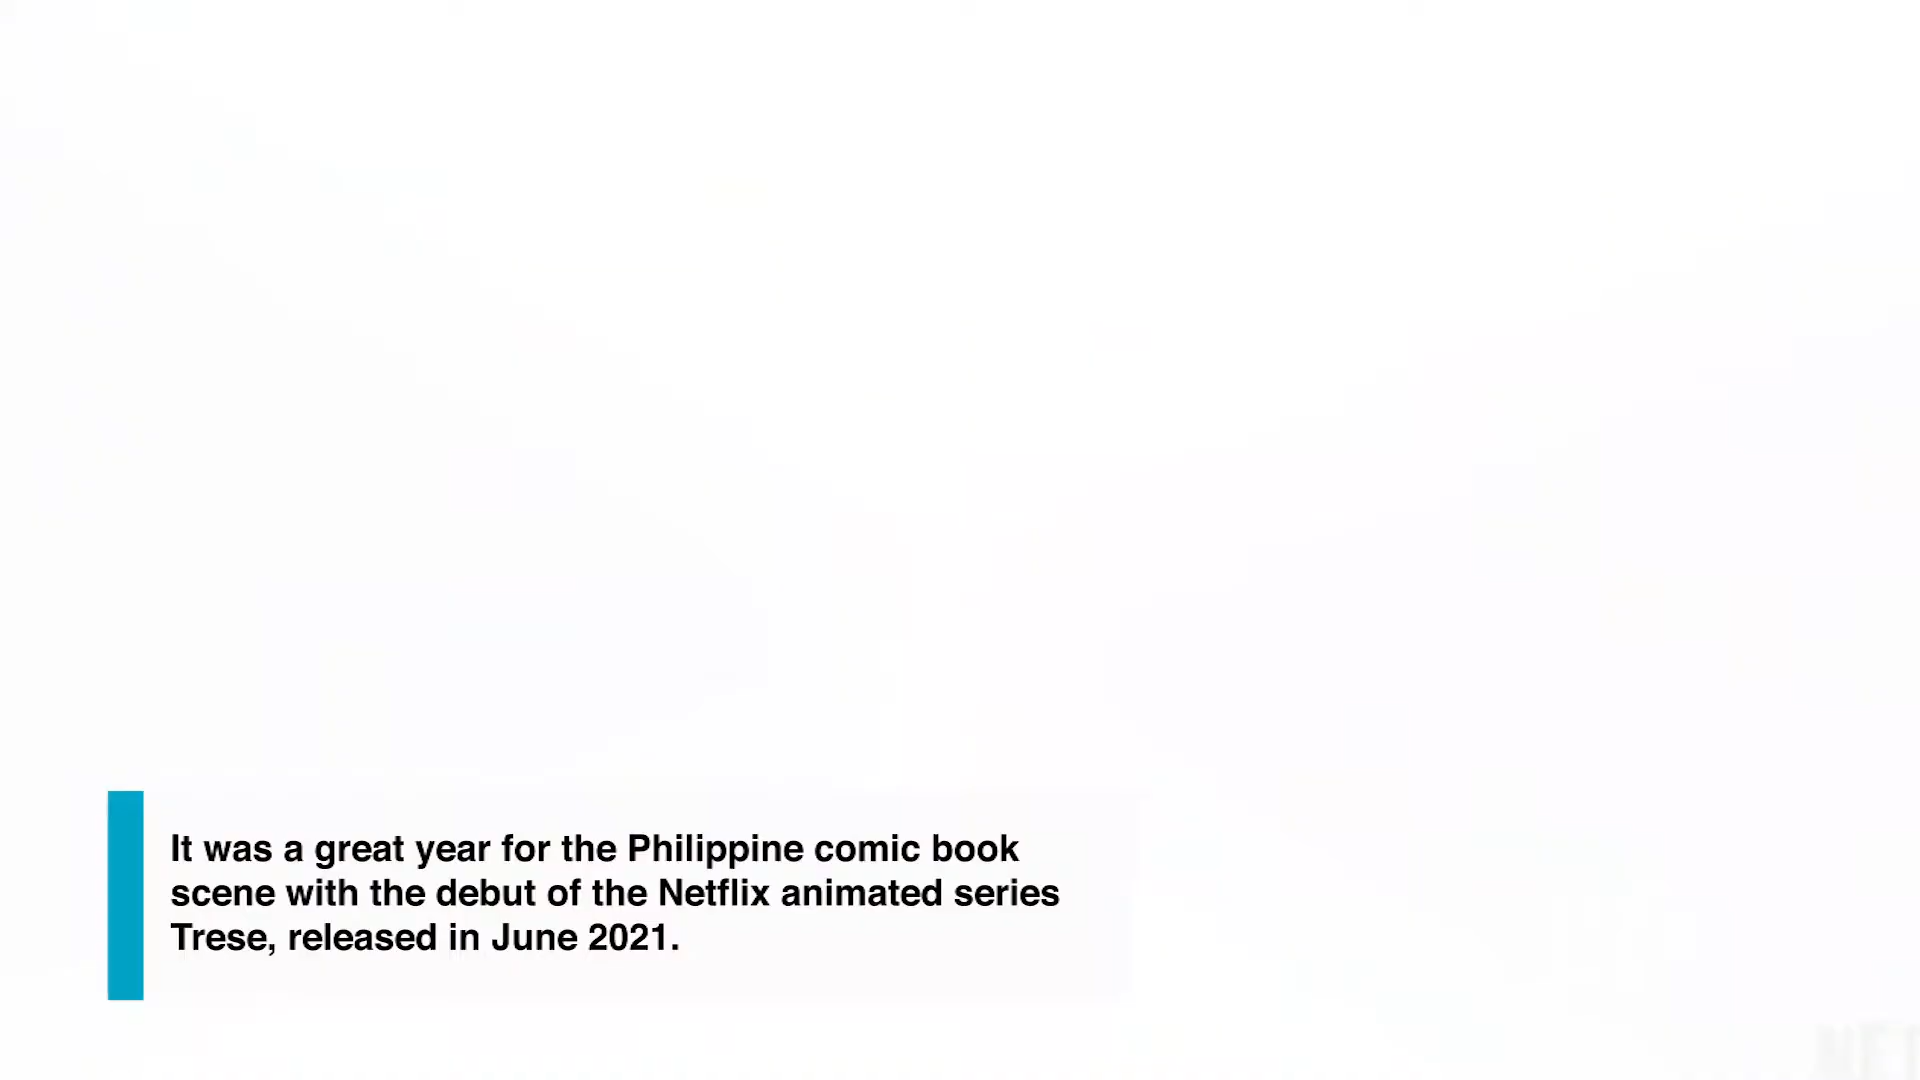 It was a great year for the Philippine comic book
scene with the debut of the Netflix animated series
Trese, released in June 2021.